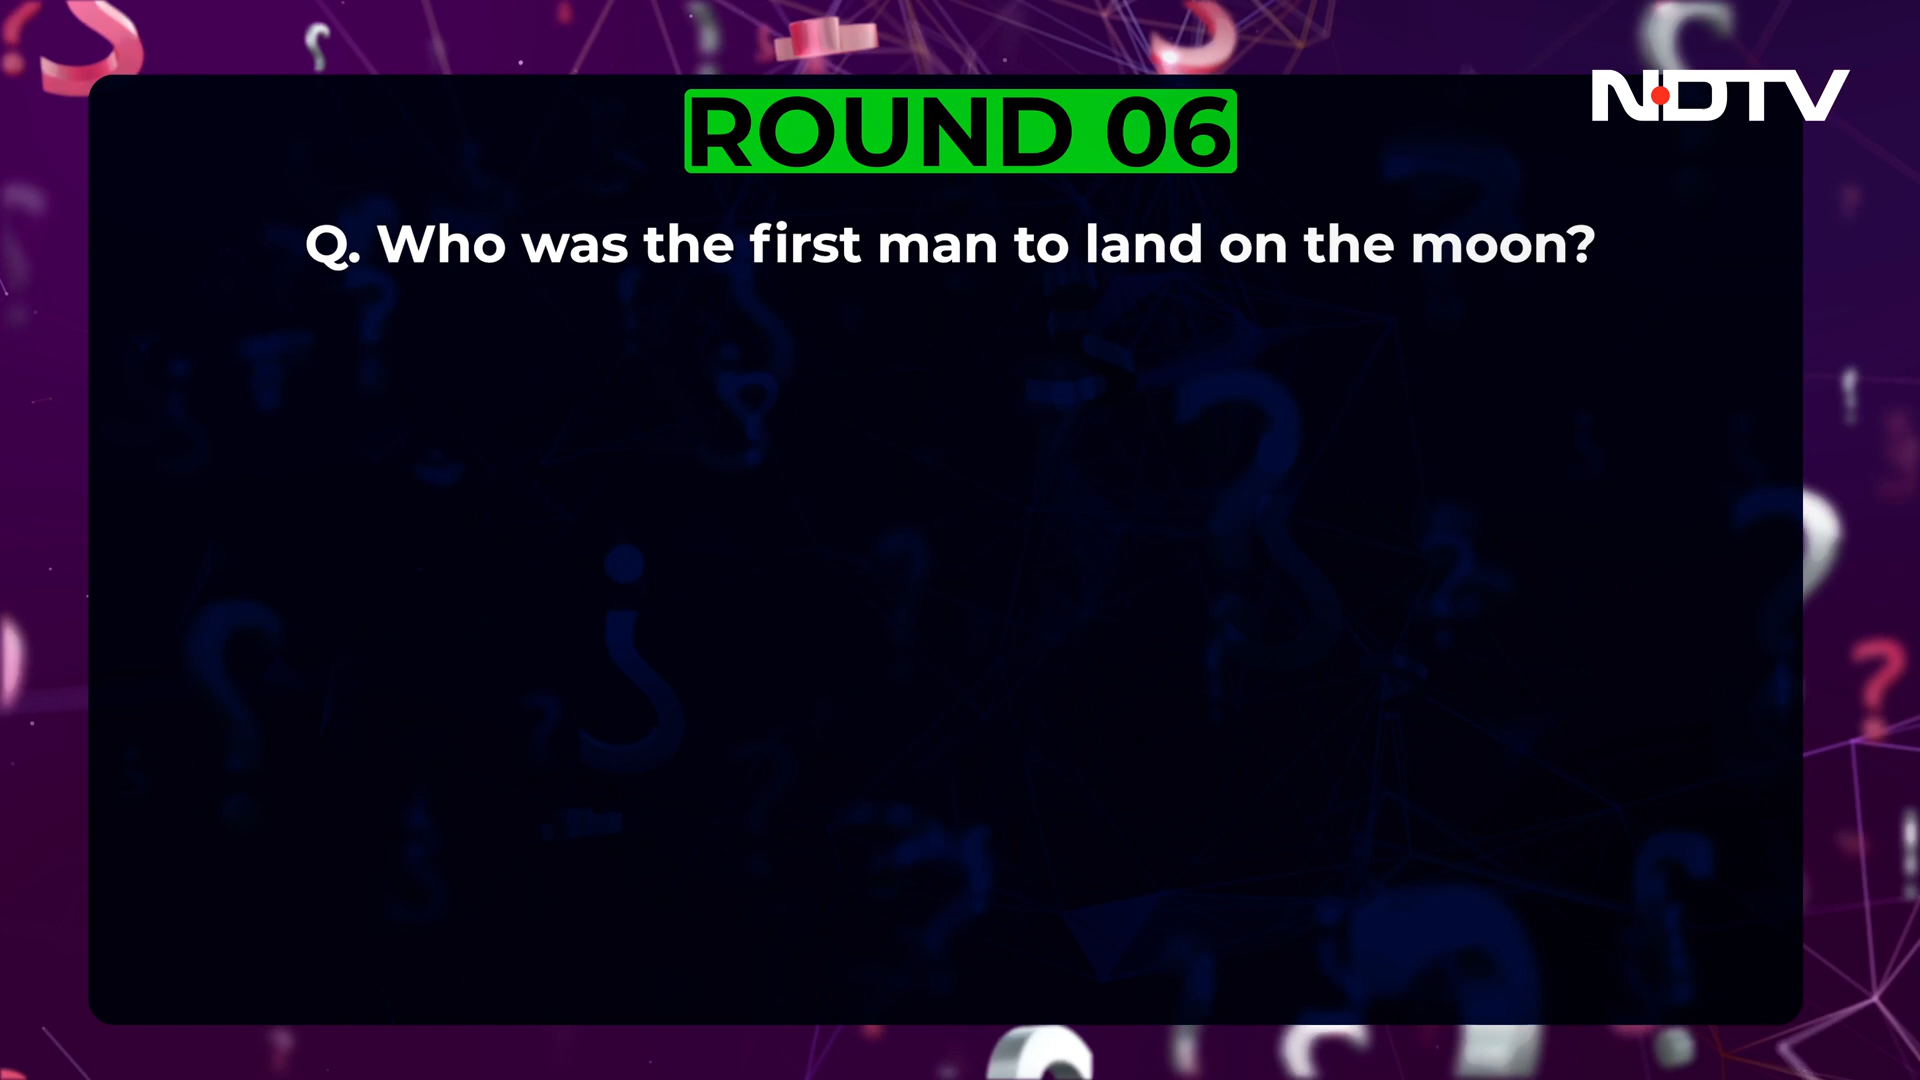 NDTV
ROUND 06
Q. Who was the first man to land on the moon?